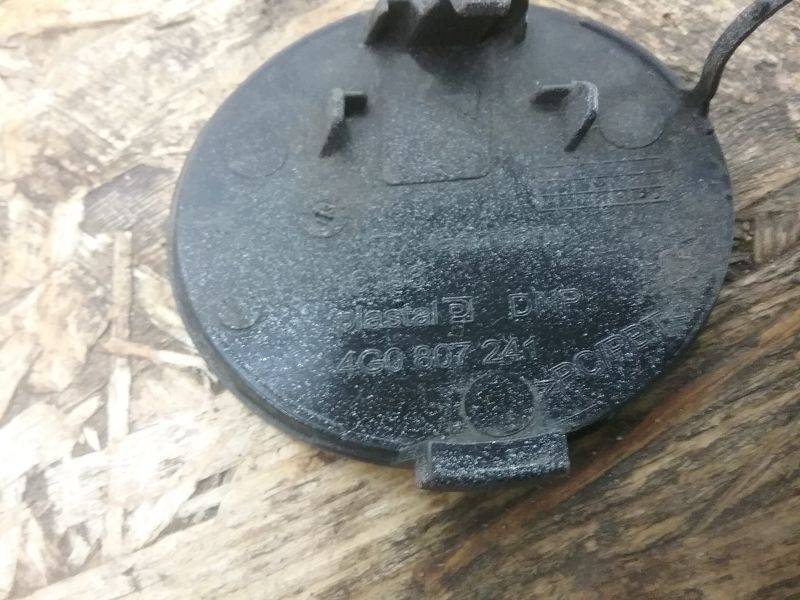 plastal P DMP
4G0 807 241
>PC/PBT<